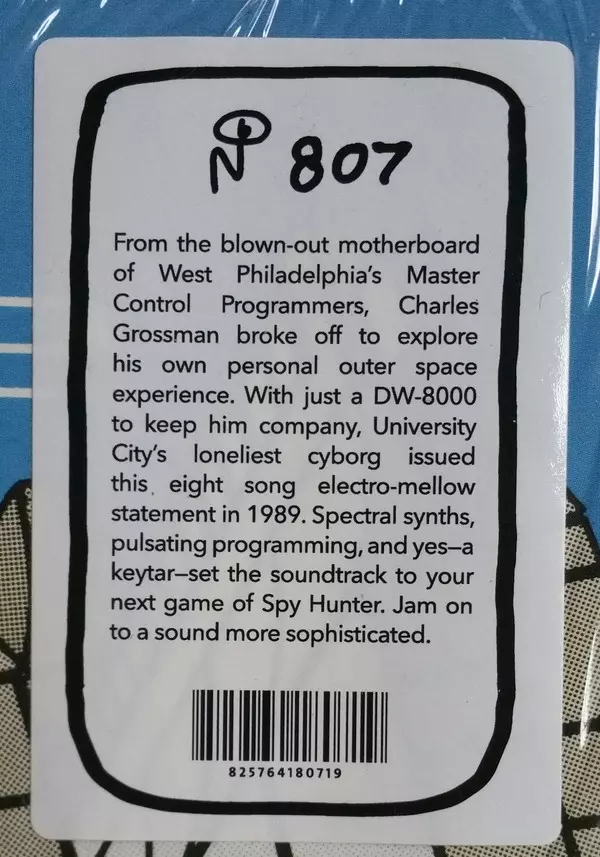 N 807
From the blown-out motherboard
of West Philadelphia's Master
Control Programmers, Charles
Grossman broke off to explore
his own personal outer space
experience. With just a DW-8000
to keep him company, University
City's loneliest cyborg issued
this eight song electro-mellow
statement in 1989. Spectral synths,
pulsating programming, and yes—a
keytar—set the soundtrack to your
next game of Spy Hunter. Jam on
to a sound more sophisticated.
825764180719